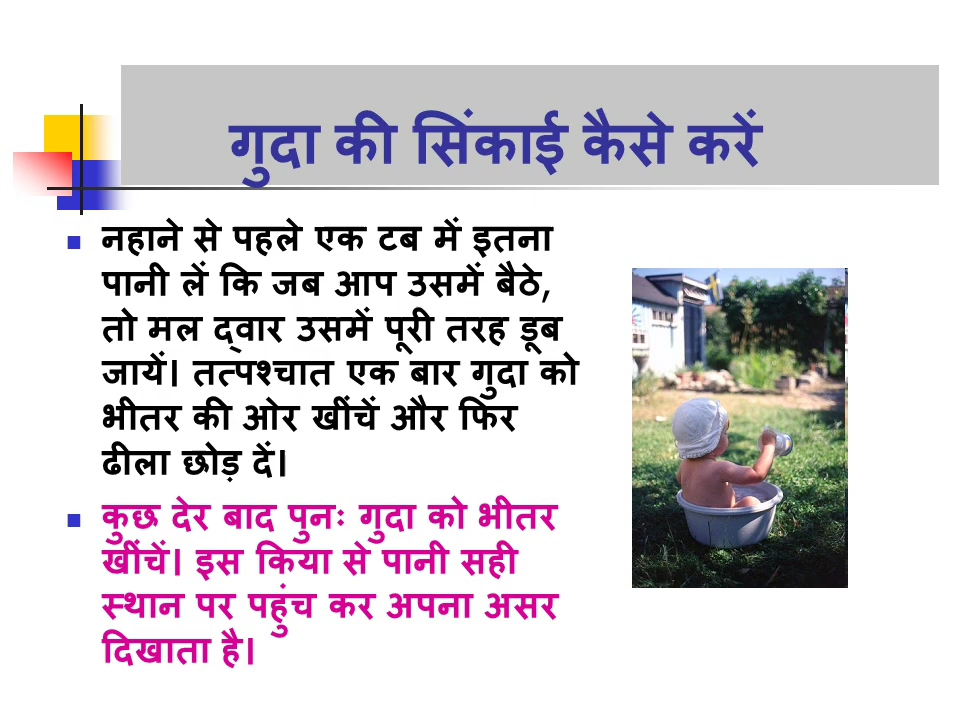 गुदा की सिंकाई कैसे करें
नहाने से पहले एक टब में इतना
पानी लें कि जब आप उसमें बैठे,
तो मल द्‌वार उसमें पूरी तरह डूब
जायें। तत्पश्चात एक बार गुदा को
भीतर की ओर खींचें और फिर
ढीला छोड़ दें।
कुछ देर बाद पुनः गुदा को भीतर
खींचें। इस किया से पानी सही
स्थान पर पहुंच कर अपना असर
दिखाता है।